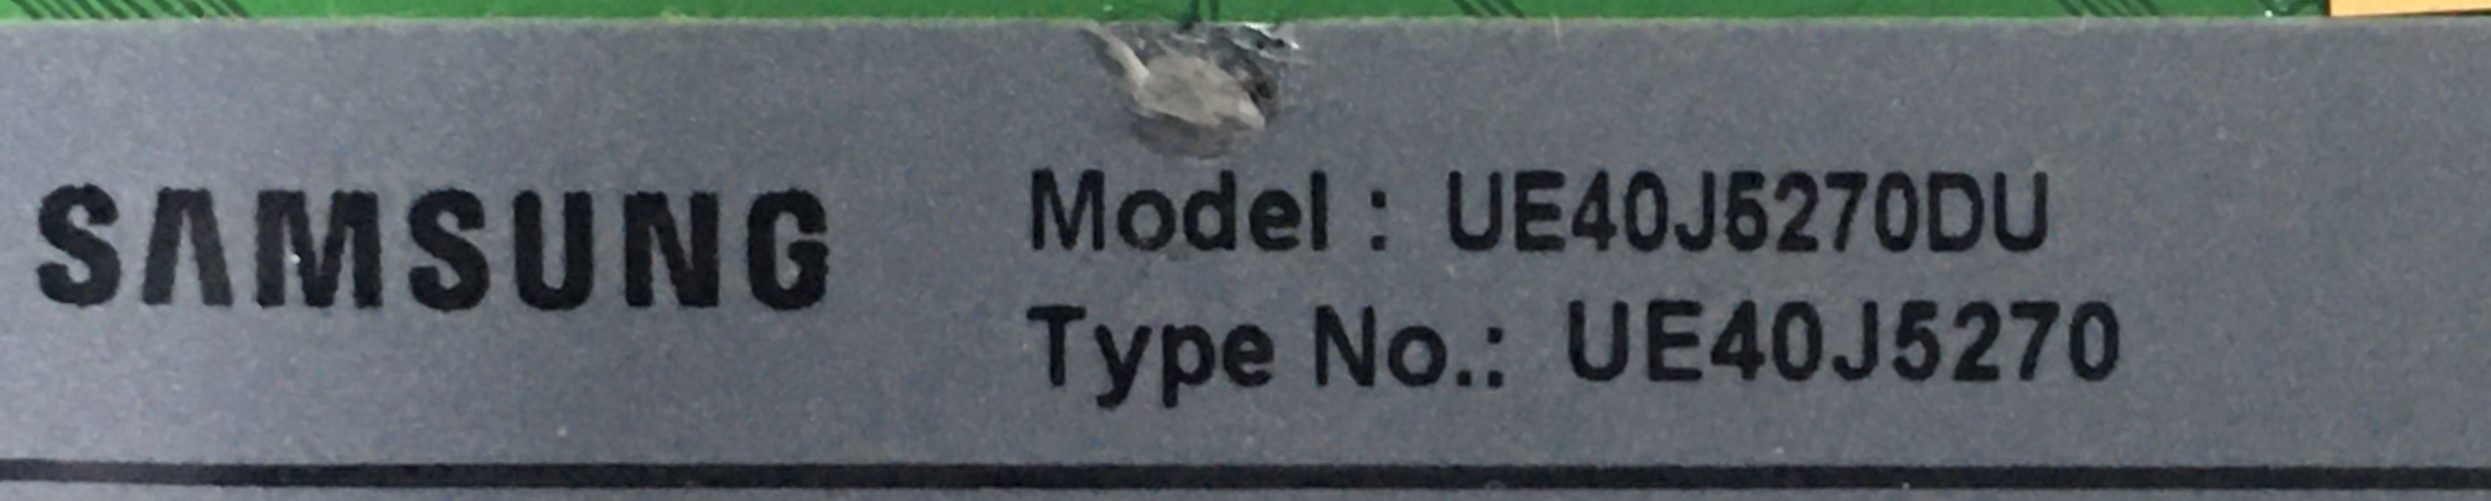 SAMSUNG
Model : UE40J5270DU
Type No.: UE40J5270